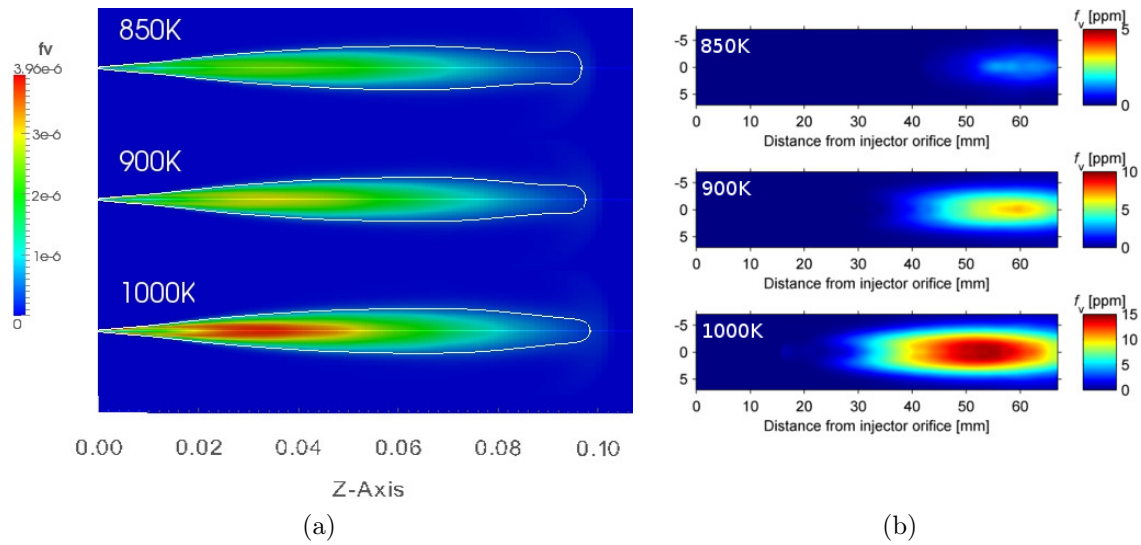 fv
3.96e-6
3e-6
2e-6
1e-6
0
850K
900K
1000K
0.00 0.02 0.04 0.06 0.08 0.10
Z-Axis
(a)
850K
-5
0
5
0 10 20 30 40 50 60
Distance from injector orifice [mm]
fv [ppm]
5
0
900K
-5
0
5
0 10 20 30 40 50 60
Distance from injector orifice [mm]
fv [ppm]
10
5
0
1000K
-5
0
5
0 10 20 30 40 50 60
Distance from injector orifice [mm]
fv [ppm]
15
10
5
0
(b)